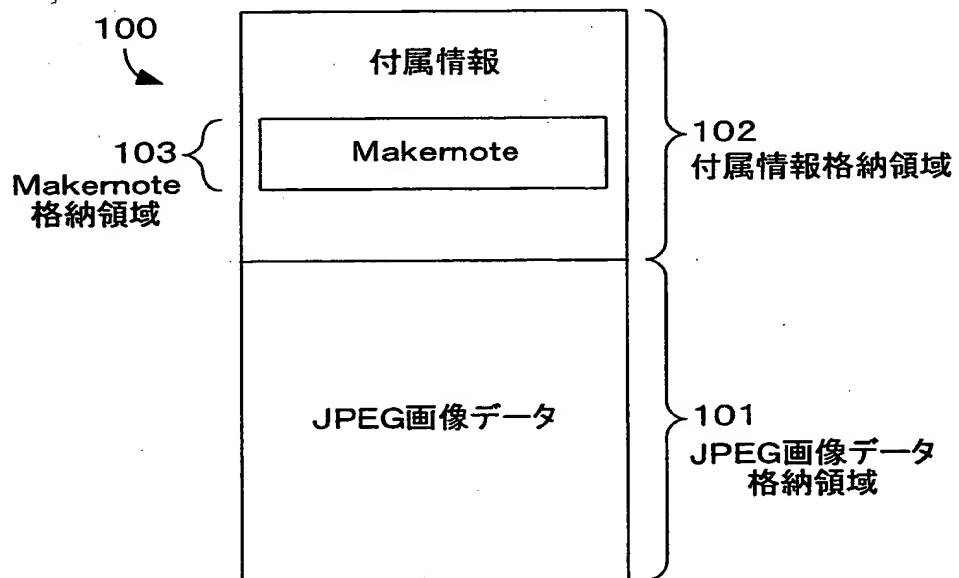 100
付属情報
103
Makernote
格納領域
Makernote
102
付属情報格納領域
JPEG画像データ
101
JPEG画像データ
格納領域